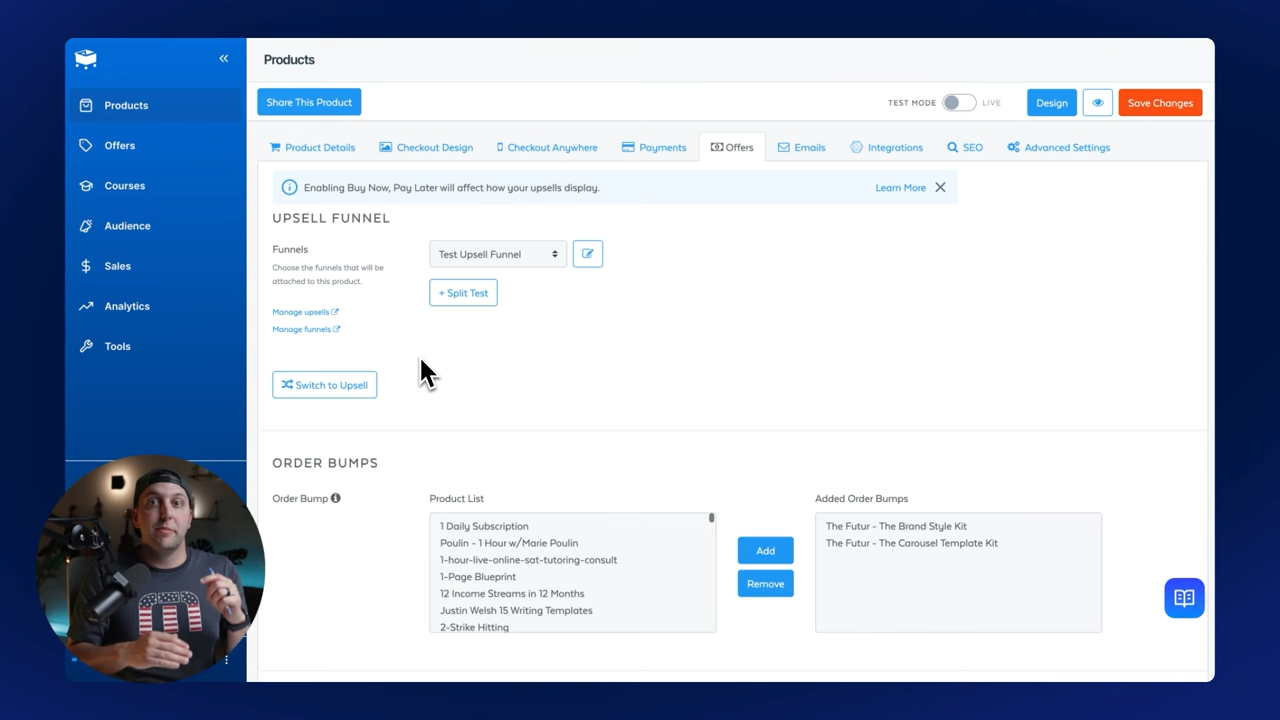 Products
Share This Product
TEST MODE
LIVE
Design
Save Changes
Products
Offers
Courses
Audience
Sales
Analytics
Tools
Product Details
Checkout Design
Checkout Anywhere
Payments
Offers
Emails
Integrations
SEO
Advanced Settings
Enabling Buy Now, Pay Later will affect how your upsells display.
Learn More
UPSELL FUNNEL
Funnels
Choose the funnels that will be
attached to this product.
Test Upsell Funnel
+ Split Test
Manage upsells
Manage funnels
Switch to Upsell
ORDER BUMPS
Order Bump
Product List
1 Daily Subscription
Poulin - 1 Hour w/Marie Poulin
1-hour-live-online-sat-tutoring-consult
1-Page Blueprint
12 Income Streams in 12 Months
Justin Welsh 15 Writing Templates
2-Strike Hitting
Add
Remove
Added Order Bumps
The Futur - The Brand Style Kit
The Futur - The Carousel Template Kit